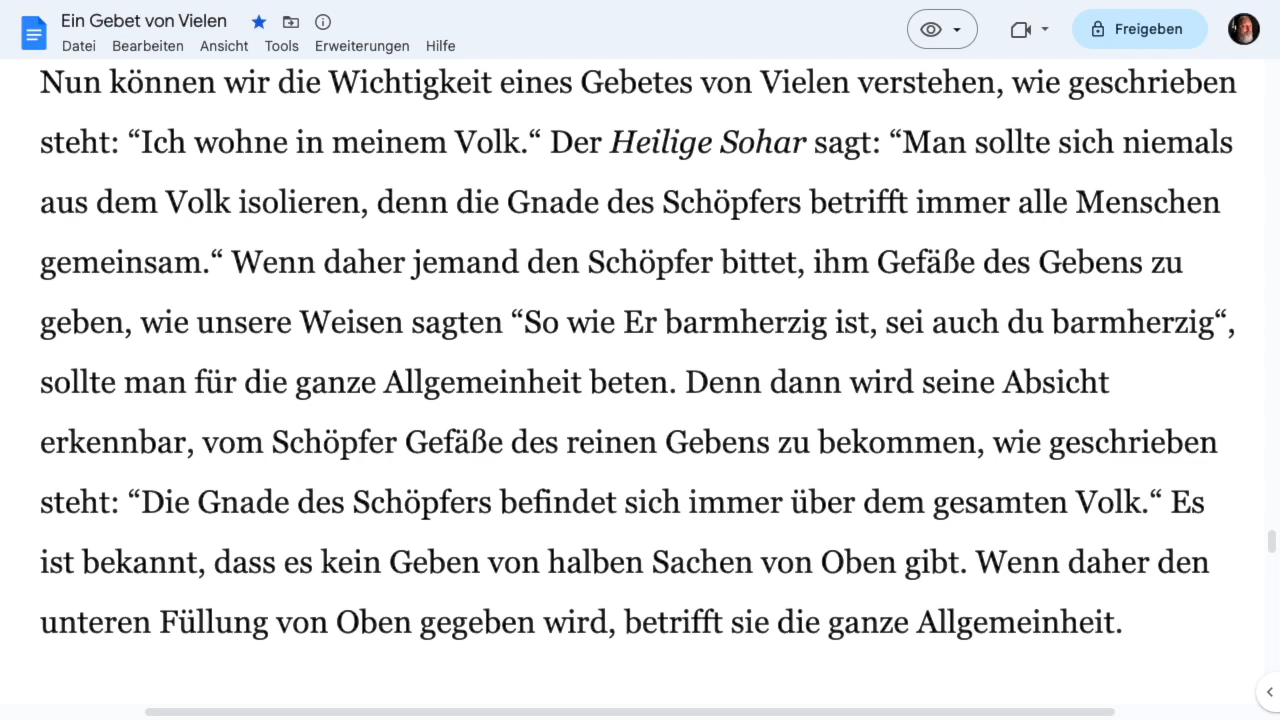 Ein Gebet von Vielen
Datei Bearbeiten Ansicht Tools Erweiterungen Hilfe
Freigeben
Nun können wir die Wichtigkeit eines Gebetes von Vielen verstehen, wie geschrieben
steht: “Ich wohne in meinem Volk.“ Der Heilige Sohar sagt: “Man sollte sich niemals
aus dem Volk isolieren, denn die Gnade des Schöpfers betrifft immer alle Menschen
gemeinsam.“ Wenn daher jemand den Schöpfer bittet, ihm Gefäße des Gebens zu
geben, wie unsere Weisen sagten “So wie Er barmherzig ist, sei auch du barmherzig“,
sollte man für die ganze Allgemeinheit beten. Denn dann wird seine Absicht
erkennbar, vom Schöpfer Gefäße des reinen Gebens zu bekommen, wie geschrieben
steht: “Die Gnade des Schöpfers befindet sich immer über dem gesamten Volk.“ Es
ist bekannt, dass es kein Geben von halben Sachen von Oben gibt. Wenn daher den
unteren Füllung von Oben gegeben wird, betrifft sie die ganze Allgemeinheit.